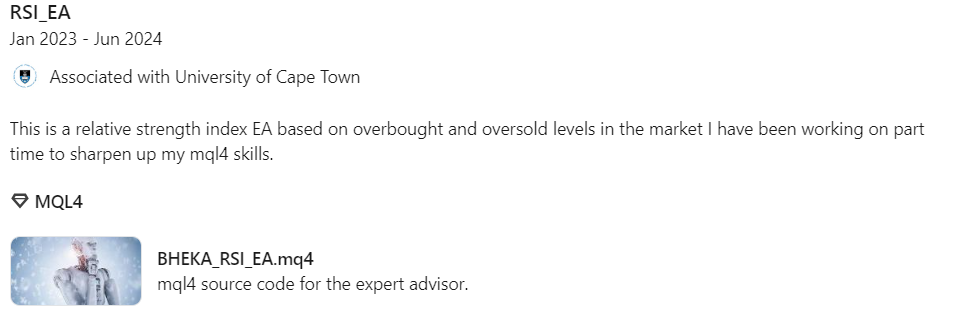 RSI_EA
Jan 2023 - Jun 2024
Associated with University of Cape Town
This is a relative strength index EA based on overbought and oversold levels in the market I have been working on part
time to sharpen up my mql4 skills.
MQL4
BHEKA_RSI_EA.mq4
mql4 source code for the expert advisor.